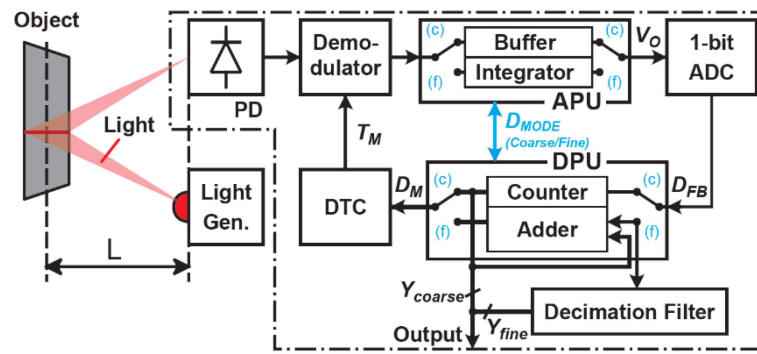 Object
Light
L
PD
Light
Gen.
Demo-
dulator
T_M
DTC
(c)
Buffer
(c)
(f)
Integrator
(f)
APU
V_O
1-bit
ADC
D_MODE
(Coarse/Fine)
DPU
D_M
(c)
Counter
(c)
D_FB
(f)
Adder
(f)
Y_coarse
Y_fine
Decimation Filter
Output